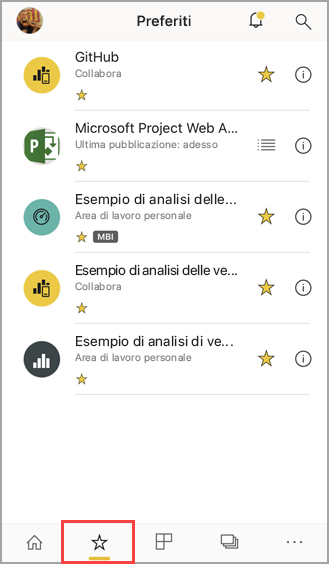 Preferiti
GitHub
Collabora
Microsoft Project Web A...
Ultima pubblicazione: adesso
Esempio di analisi delle...
Area di lavoro personale
MBI
Esempio di analisi delle ve...
Collabora
Esempio di analisi di ve...
Area di lavoro personale